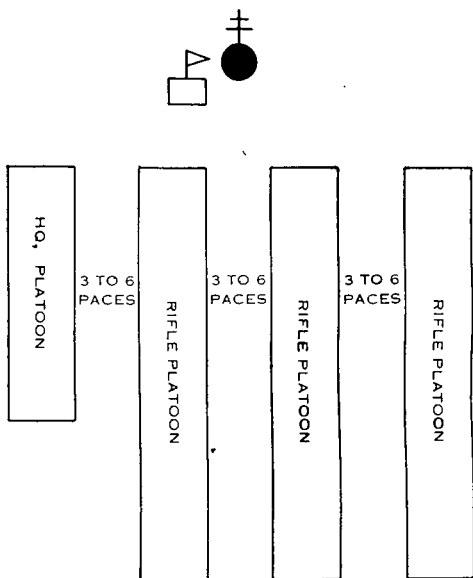 HQ, PLATOON
3 TO 6
PACES
RIFLE PLATOON
3 TO 6
PACES
RIFLE PLATOON
3 TO 6
PACES
RIFLE PLATOON